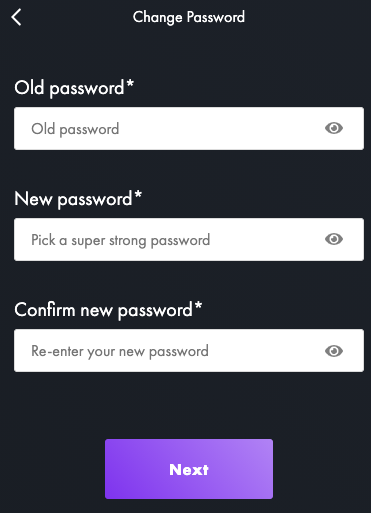 Change Password
Old password*
Old password
New password*
Pick a super strong password
Confirm new password*
Re-enter your new password
Next